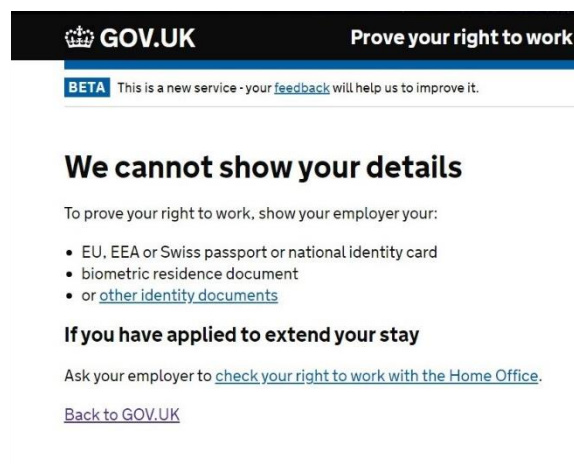 GOV.UK Prove your right to work
BETA This is a new service - your feedback will help us to improve it.
We cannot show your details
To prove your right to work, show your employer your:
• EU, EEA or Swiss passport or national identity card
• biometric residence document
• or other identity documents
If you have applied to extend your stay
Ask your employer to check your right to work with the Home Office.
Back to GOV.UK